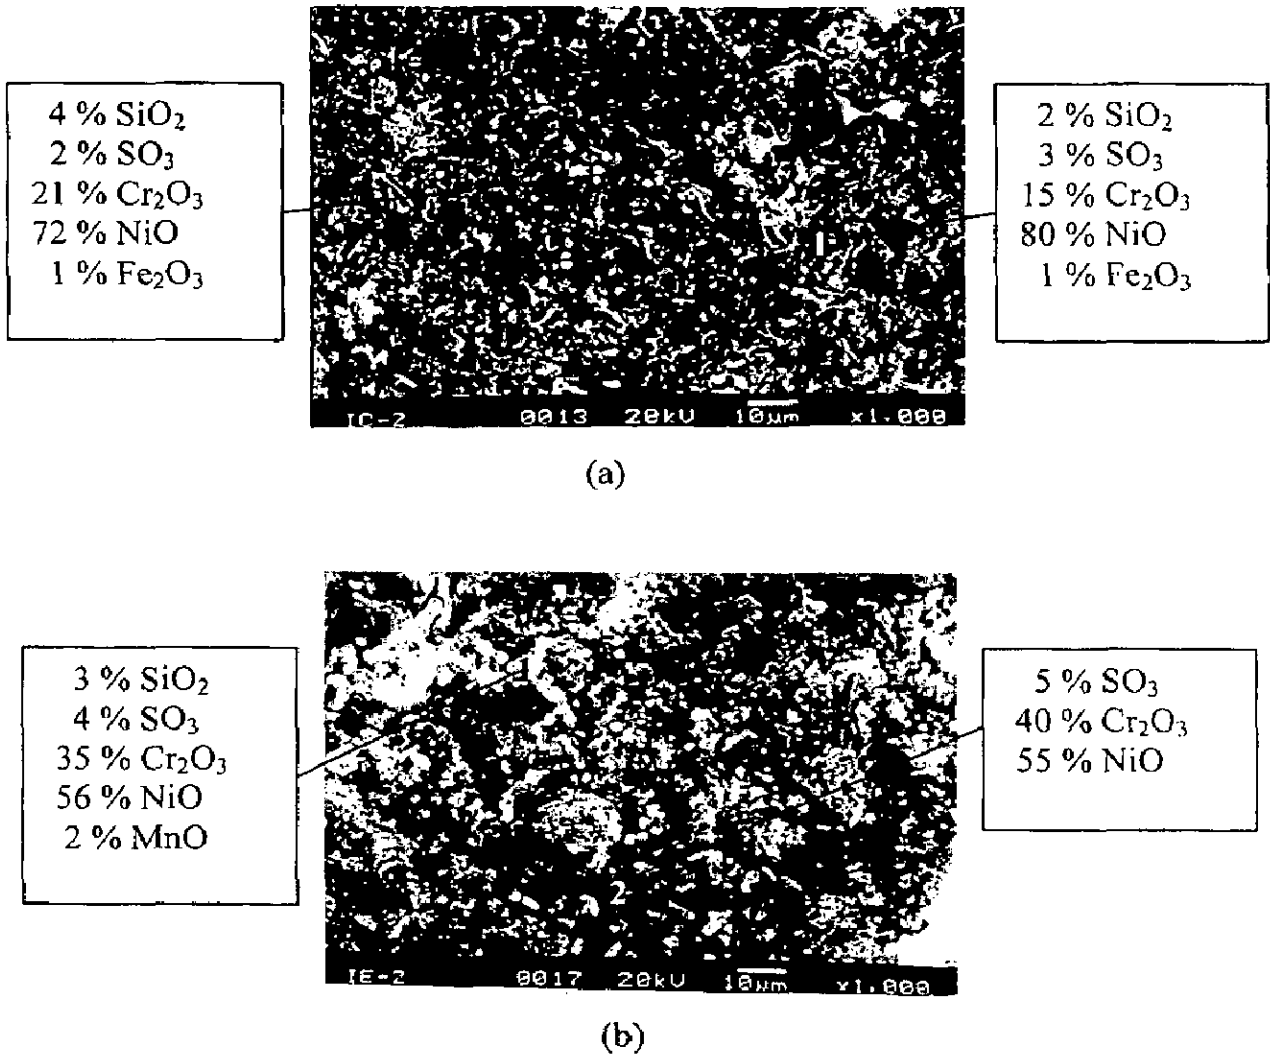 4 % SiO₂
2 % SO₃
21 % Cr₂O₃
72 % NiO
1 % Fe₂O₃
2 % SiO₂
3 % SO₃
15 % Cr₂O₃
80 % NiO
1 % Fe₂O₃
1
IC-2 0013 20kV 10µm x1.000
(a)
3 % SiO₂
4 % SO₃
35 % Cr₂O₃
56 % NiO
2 % MnO
5 % SO₃
40 % Cr₂O₃
55 % NiO
2
IE-2 0017 20kV 10µm x1.000
(b)